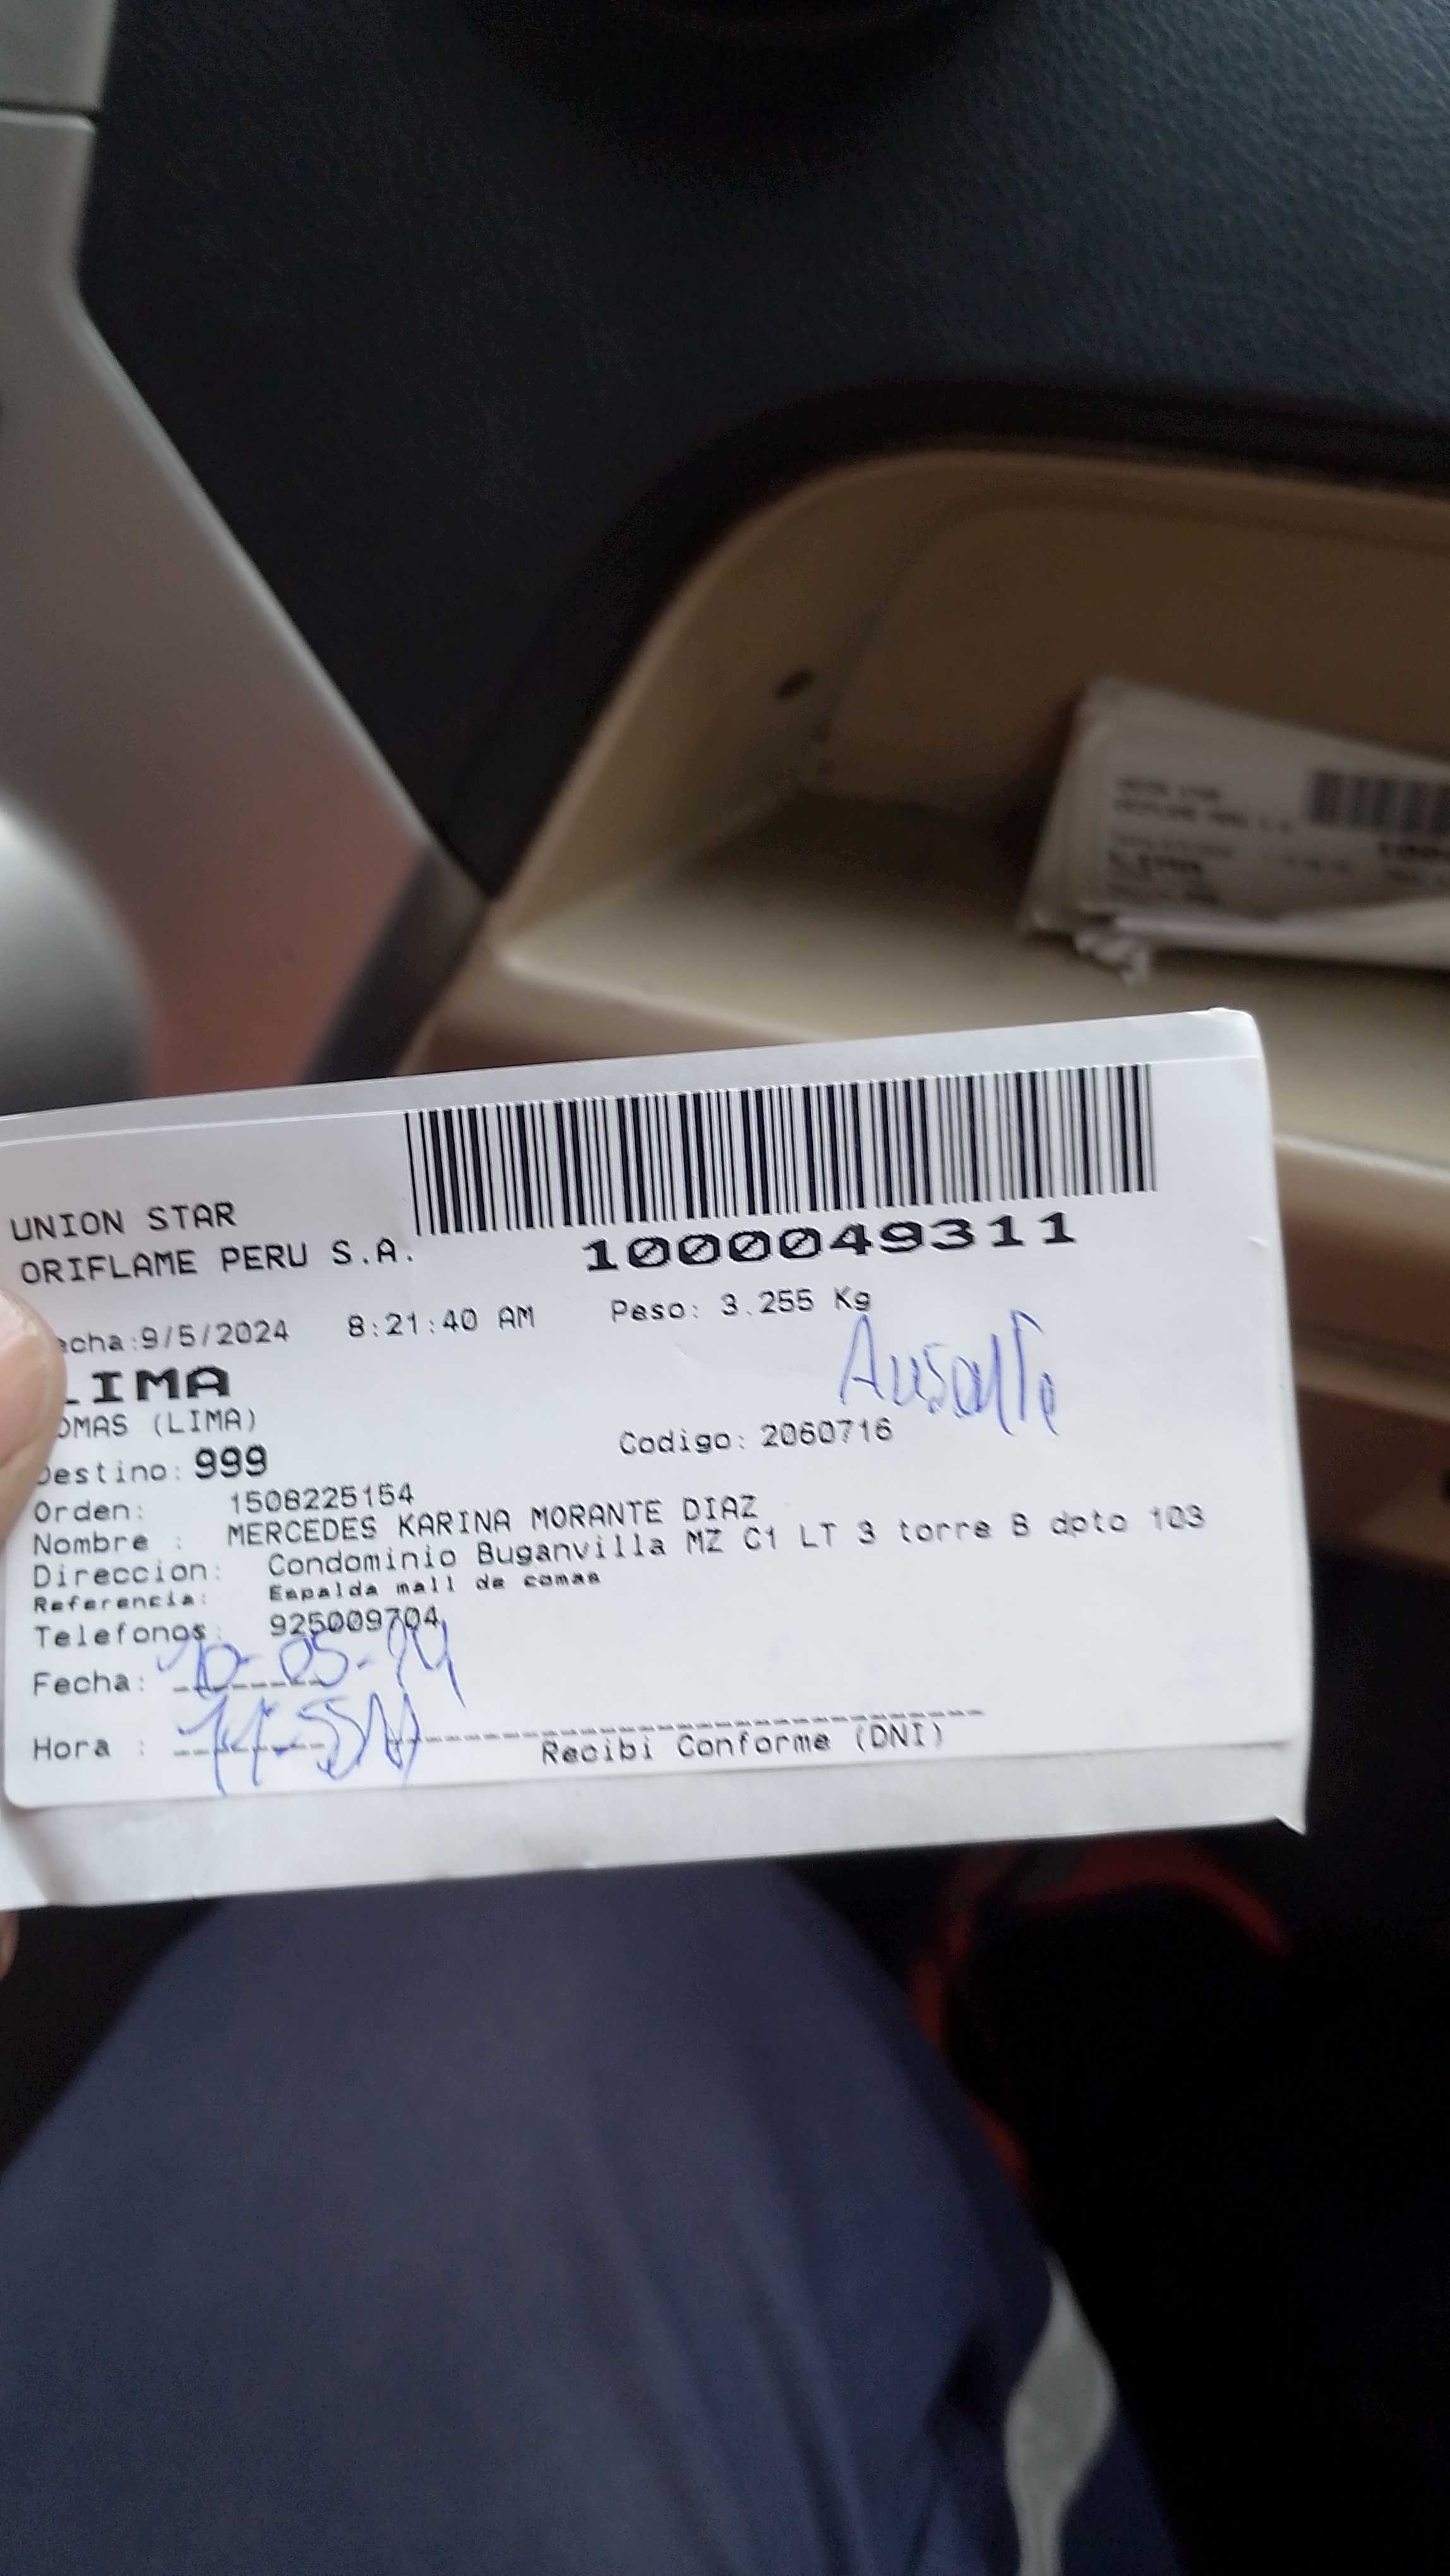 UNION STAR
ORIFLAME PERU S.A.
1000049311
echa:9/5/2024 8:21:40 AM Peso: 3.255 Kg
LIMA
OMAS (LIMA)
Ausente
Destino: 999 Codigo: 2060716
Orden: 1508225154
Nombre : MERCEDES KARINA MORANTE DIAZ
Direccion: Condominio Buganvilla MZ C1 LT 3 torre B dpto 103
Referencia: Espalda mall de comas
Telefonos: 925009704
Fecha: 10-05-24
Hora :
Recibi Conforme (DNI)
LIMA